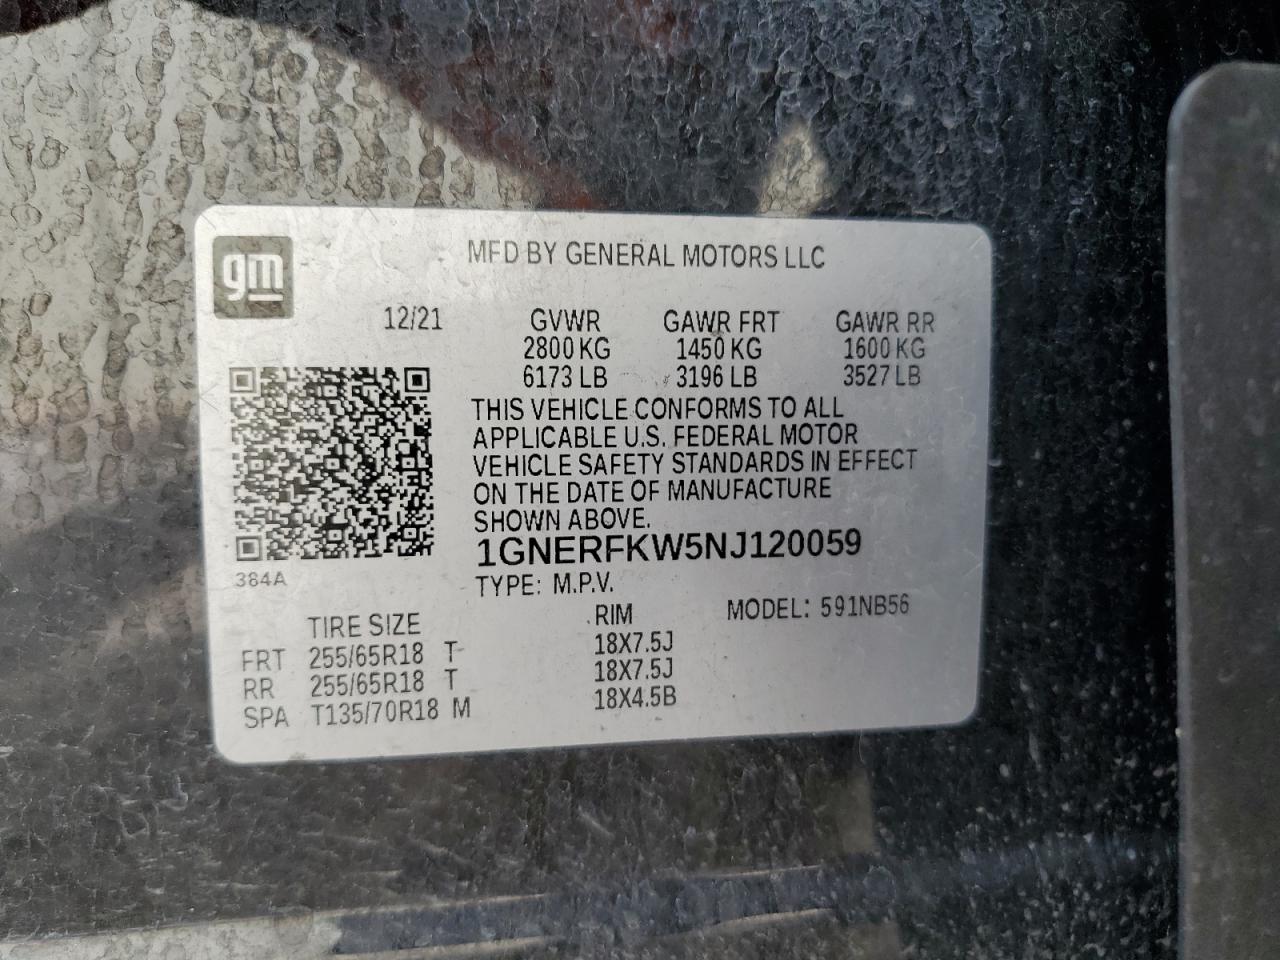 gm
MFD BY GENERAL MOTORS LLC
12/21 GVWR GAWR FRT GAWR RR
2800 KG 1450 KG 1600 KG
6173 LB 3196 LB 3527 LB
THIS VEHICLE CONFORMS TO ALL
APPLICABLE U.S. FEDERAL MOTOR
VEHICLE SAFETY STANDARDS IN EFFECT
ON THE DATE OF MANUFACTURE
SHOWN ABOVE.
1GNERFKW5NJ120059
384A
TYPE: M.P.V.
TIRE SIZE RIM MODEL: 591NB56
FRT 255/65R18 T 18X7.5J
RR 255/65R18 T 18X7.5J
SPA T135/70R18 M 18X4.5B